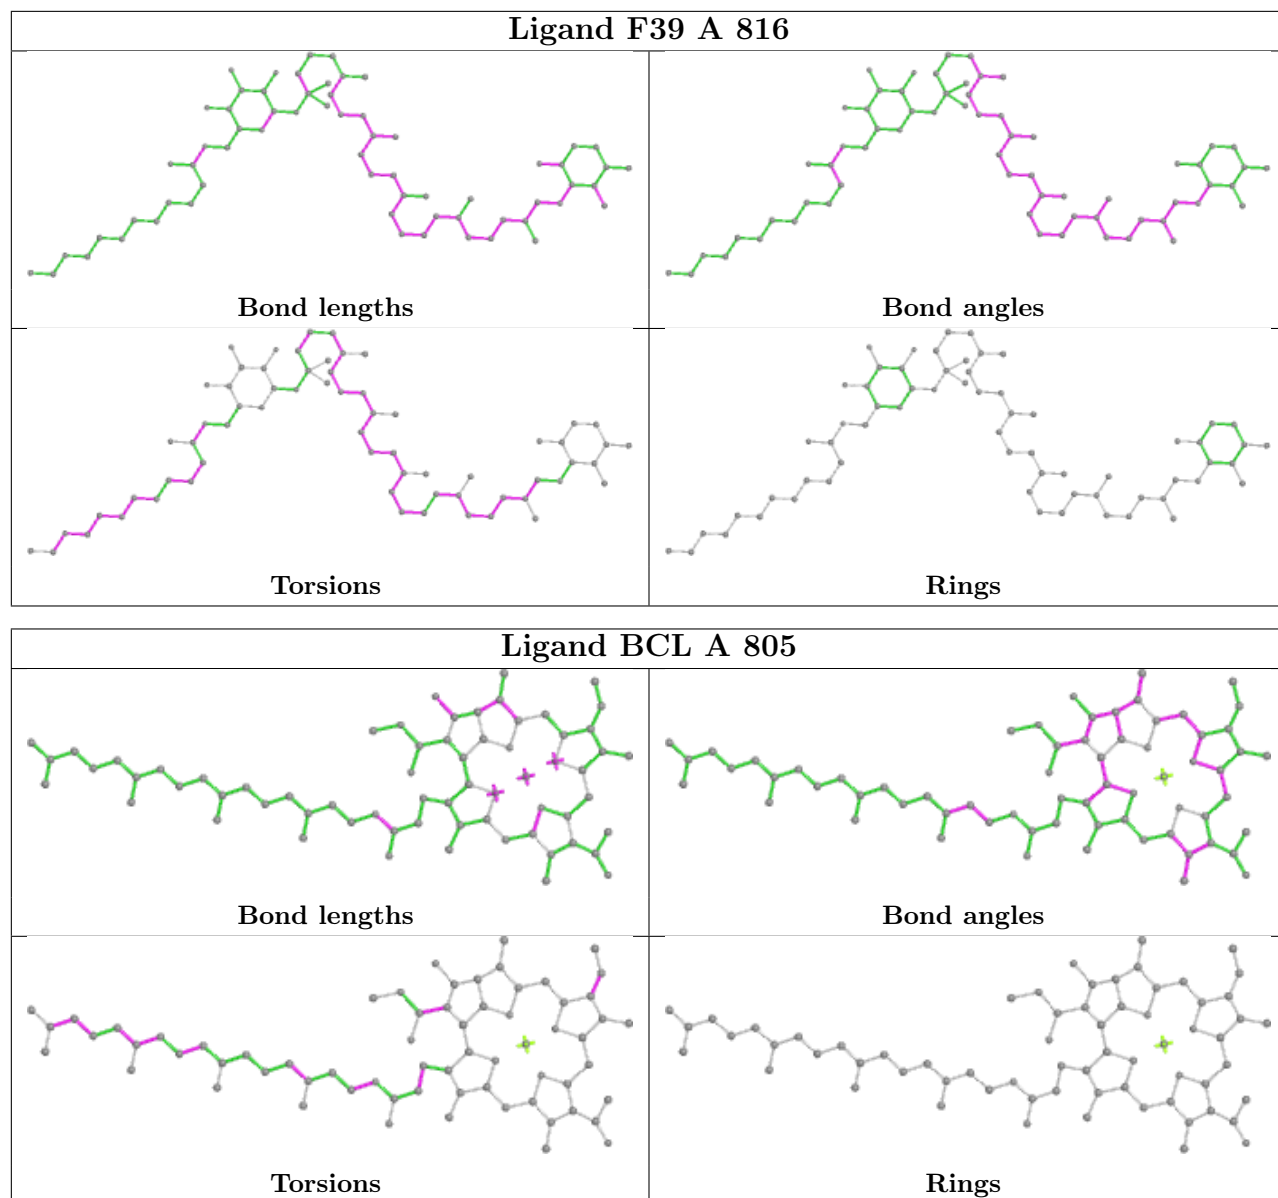 Ligand F39 A 816
Bond lengths
Bond angles
Torsions
Rings
Ligand BCL A 805
Bond lengths
Bond angles
Torsions
Rings